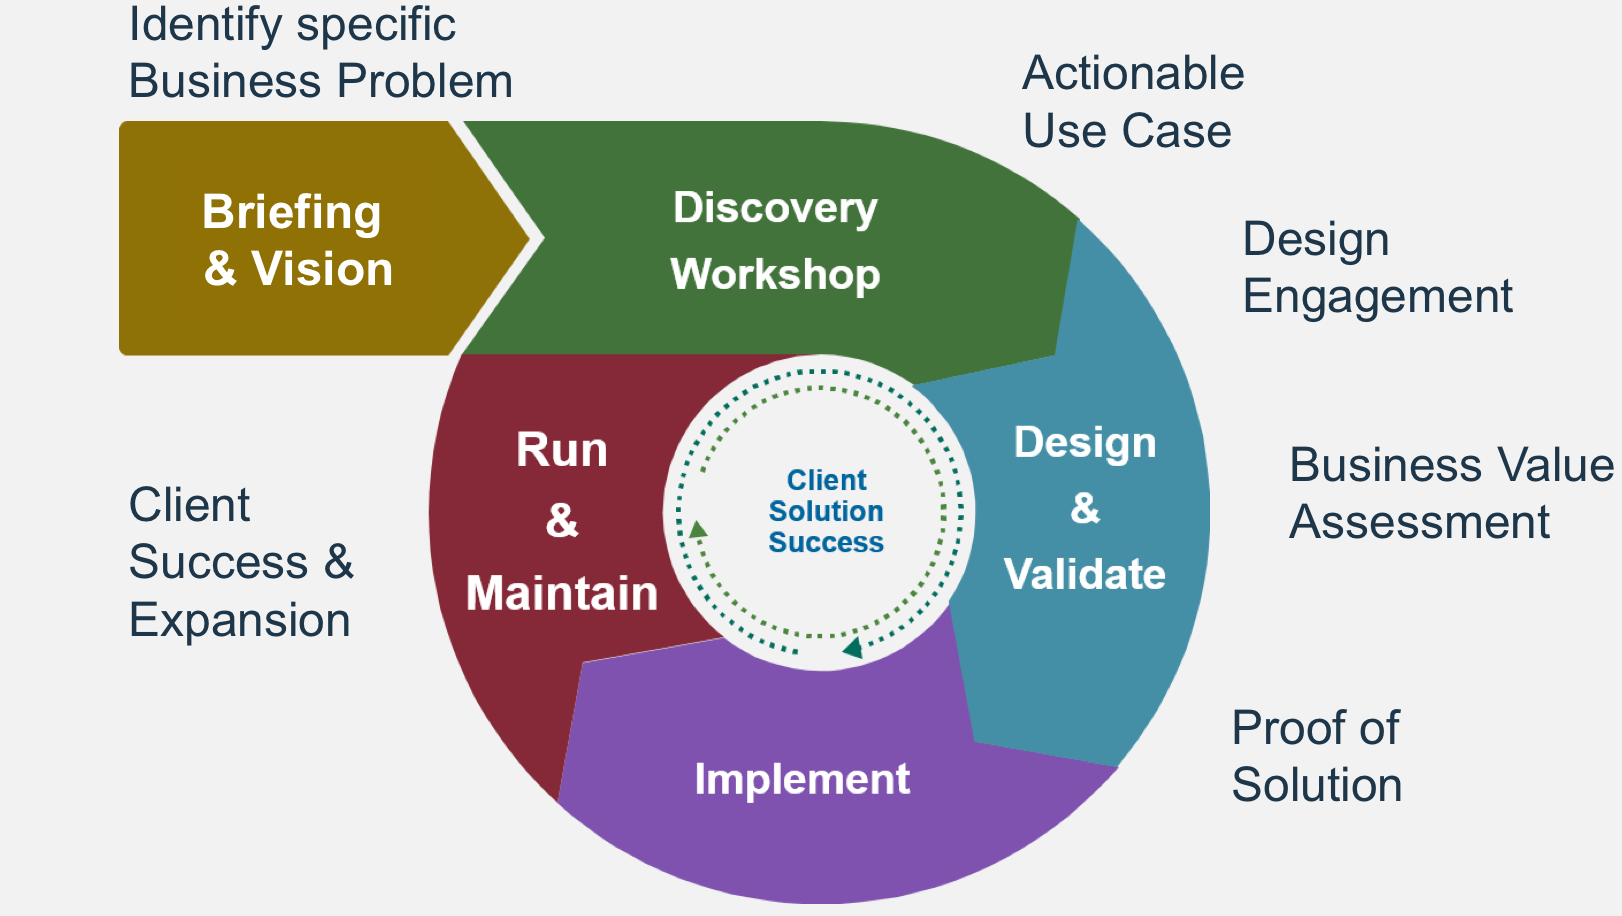 Identify specific
Business Problem
Actionable
Use Case
Briefing
& Vision
Discovery
Workshop
Design
Engagement
Run
&
Maintain
Client
Solution
Success
Design
&
Validate
Business Value
Assessment
Client
Success &
Expansion
Implement
Proof of
Solution